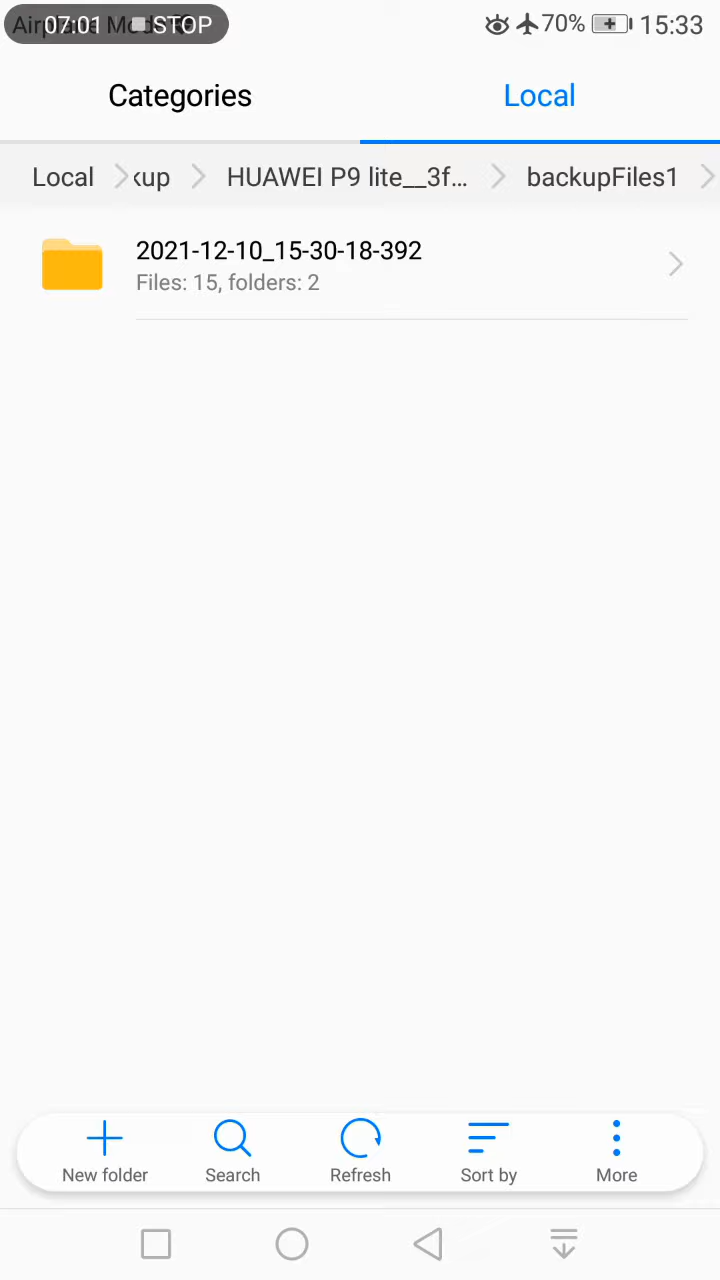 07:01 STOP 70% 15:33
Categories Local
Local kup HUAWEI P9 lite__3f... backupFiles1
2021-12-10_15-30-18-392
Files: 15, folders: 2
New folder Search Refresh Sort by More